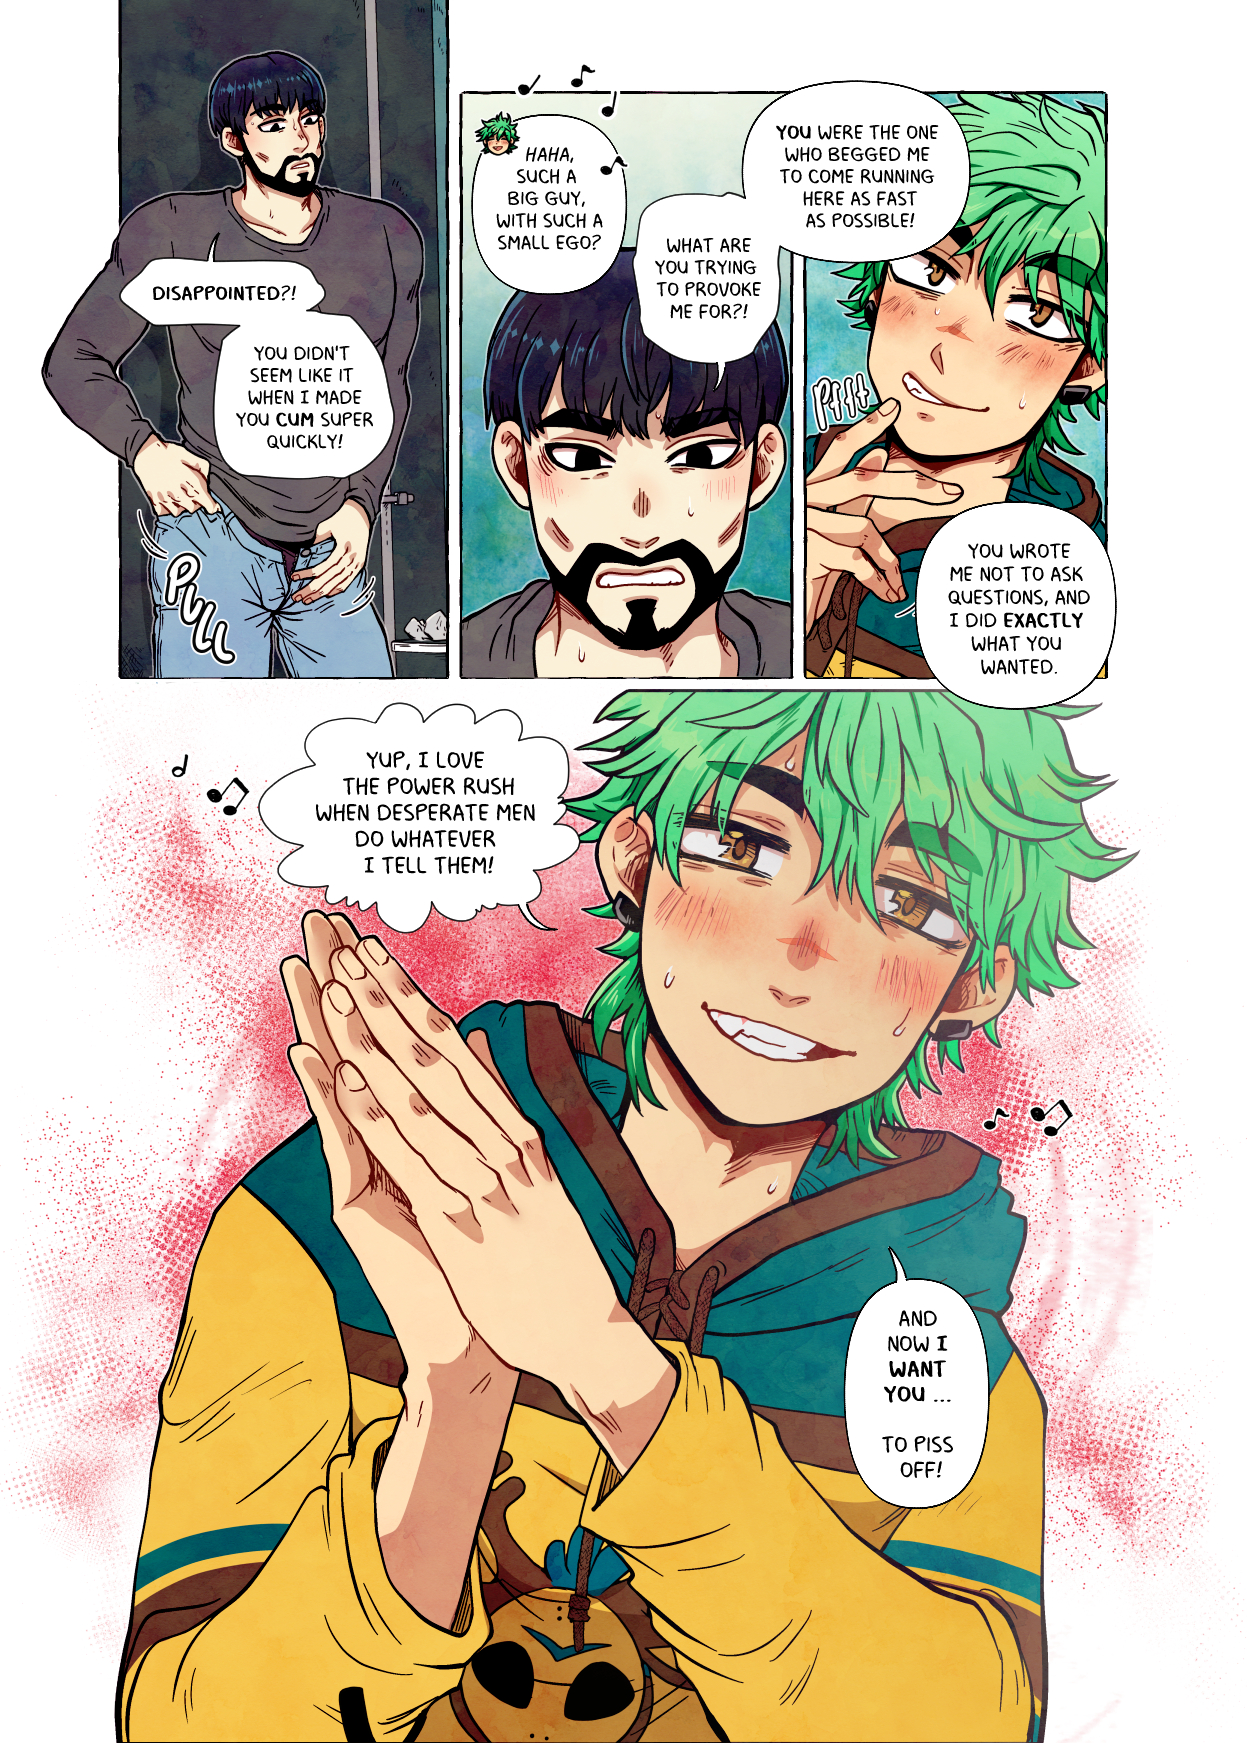 DISAPPOINTED?!
YOU DIDN'T
SEEM LIKE IT
WHEN I MADE
YOU CUM SUPER
QUICKLY!
PULL
HAHA,
SUCH A
BIG GUY,
WITH SUCH A
SMALL EGO?
WHAT ARE
YOU TRYING
TO PROVOKE
ME FOR?!
YOU WERE THE ONE
WHO BEGGED ME
TO COME RUNNING
HERE AS FAST
AS POSSIBLE!
Pfft
YOU WROTE
ME NOT TO ASK
QUESTIONS, AND
I DID EXACTLY
WHAT YOU
WANTED.
YUP, I LOVE
THE POWER RUSH
WHEN DESPERATE MEN
DO WHATEVER
I TELL THEM!
AND
NOW I
WANT
YOU ...
TO PISS
OFF!